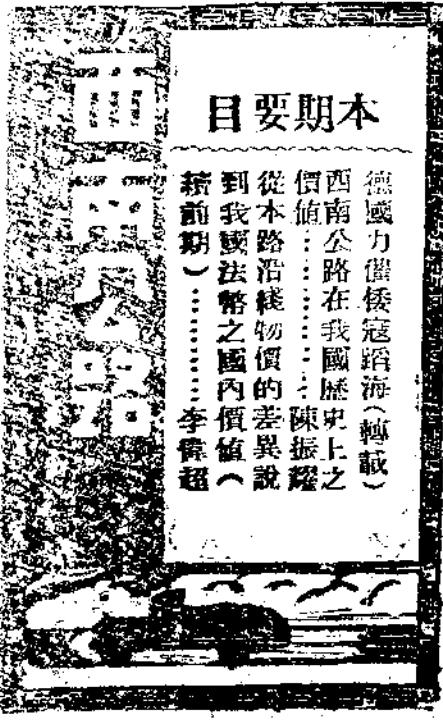 本期要目
德國力催倭寇蹈海（轉載）
西南公路在我國歷史上之
價值：…………陳振耀
從本路沿綫物價的差異說
到我國法幣之國內價值（
續前期）…………李偉超
西南公路